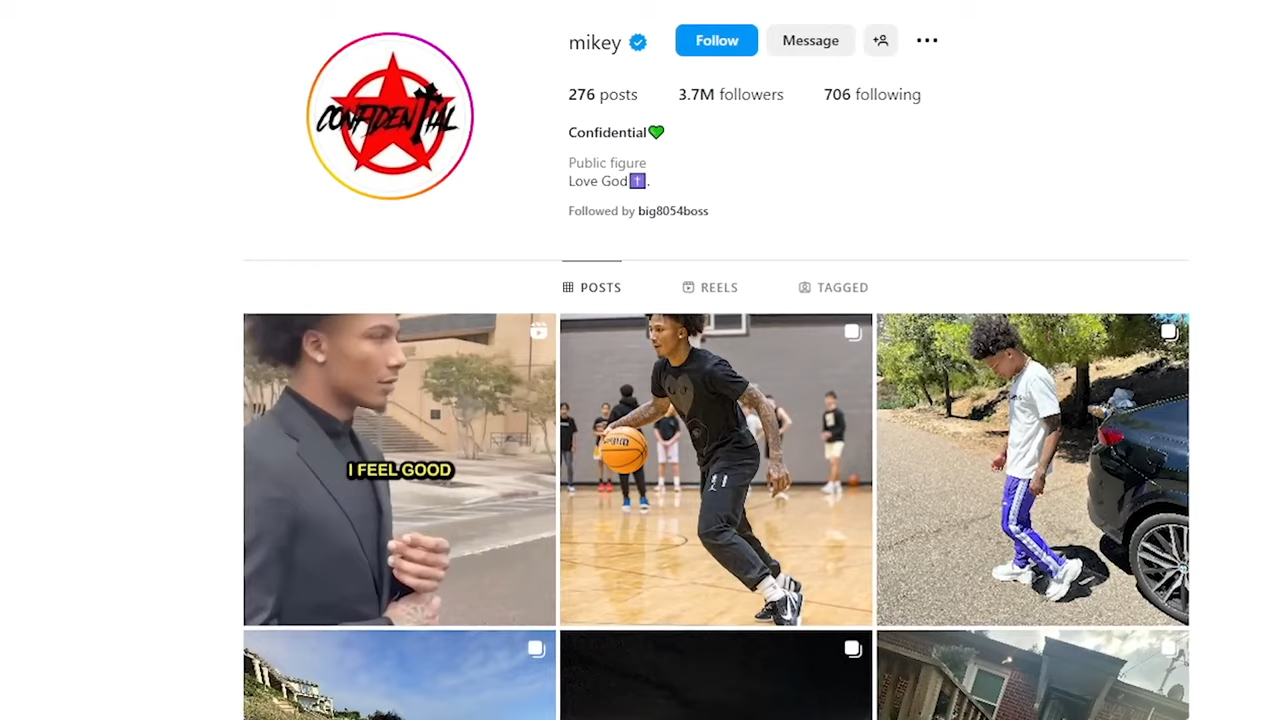 mikey
Follow
Message
276 posts
3.7M followers
706 following
CONFIDENTIAL
Confidential💚
Public figure
Love God✝️.
Followed by big8054boss
POSTS
REELS
TAGGED
I FEEL GOOD